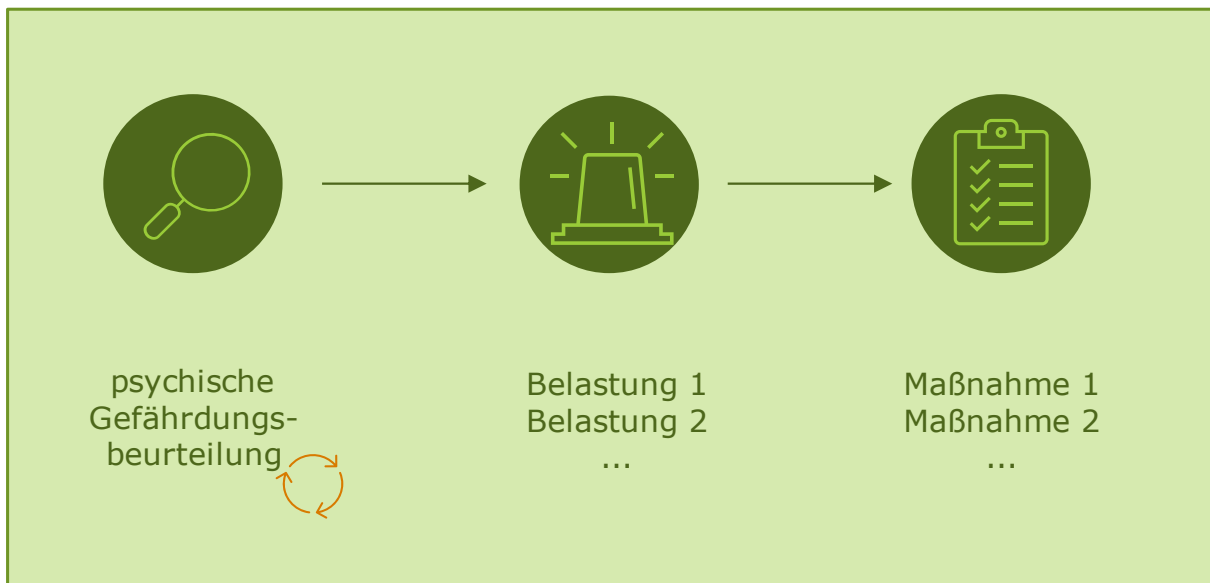 psychische
Gefährdungs-
beurteilung
Belastung 1
Belastung 2
...
Maßnahme 1
Maßnahme 2
...